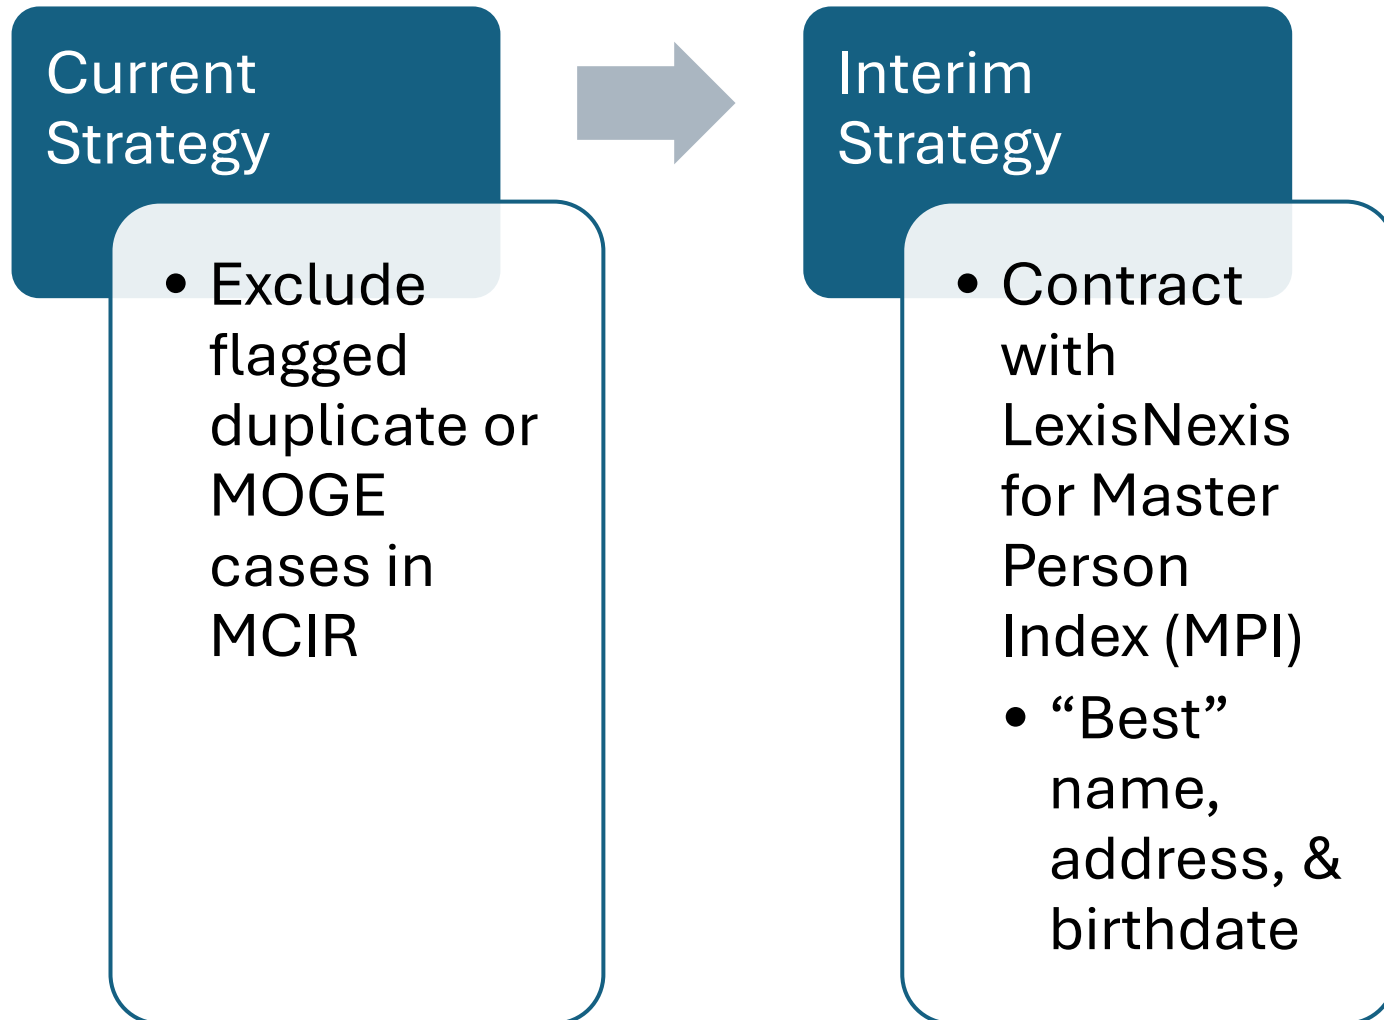 Current
Strategy
• Exclude
flagged
duplicate or
MOGE
cases in
MCIR
Interim
Strategy
• Contract
with
LexisNexis
for Master
Person
Index (MPI)
• “Best”
name,
address, &
birthdate